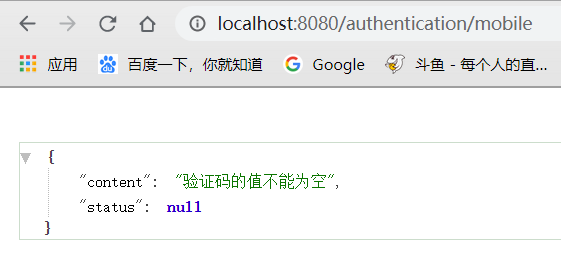 localhost:8080/authentication/mobile
应用 百度一下，你就知道 Google 斗鱼 - 每个人的直...
{
"content": "验证码的值不能为空",
"status": null
}